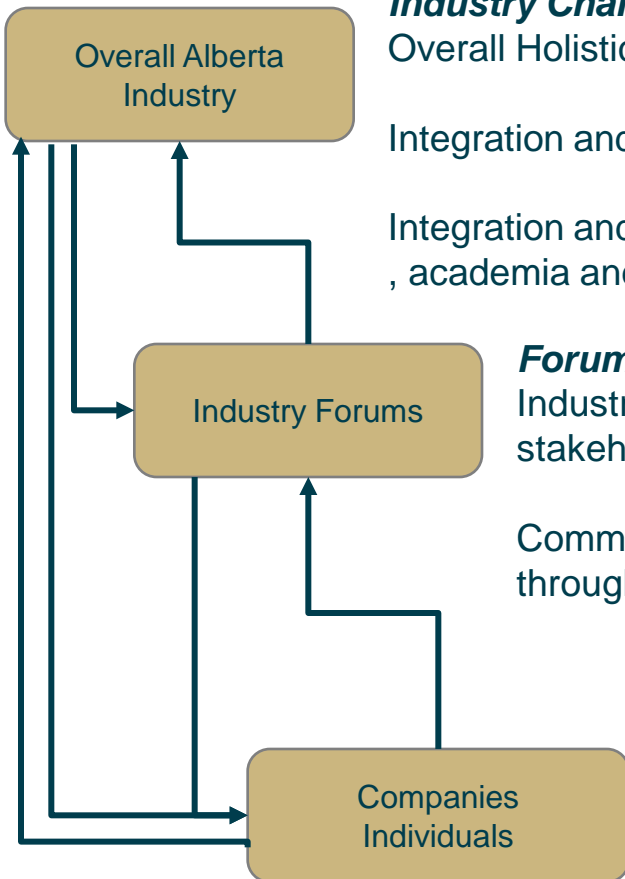 Overall Alberta
Industry
Industry
Overall Holistic
Integration and
Integration and
, academia and
Industry Forums
Forum
Industr
stakeh
Comm
through
Companies
Individuals